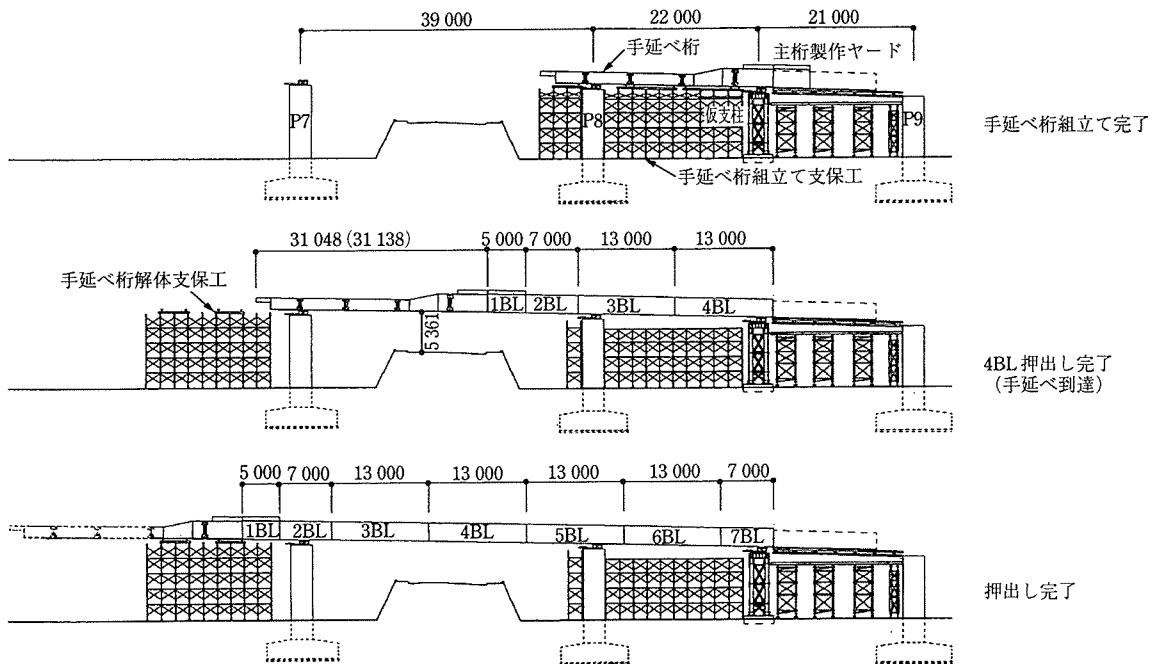 39 000
22 000
21 000
手延べ桁
主桁製作ヤード
P7
P8
仮支柱
P9
手延べ桁組立て完了
手延べ桁組立て支保工
31 048 (31 138)
5 000
7 000
13 000
13 000
手延べ桁解体支保工
1BL
2BL
3BL
4BL
5 361
4BL 押出し完了
(手延べ到達)
5 000
7 000
13 000
13 000
13 000
13 000
7 000
1BL
2BL
3BL
4BL
5BL
6BL
7BL
押出し完了